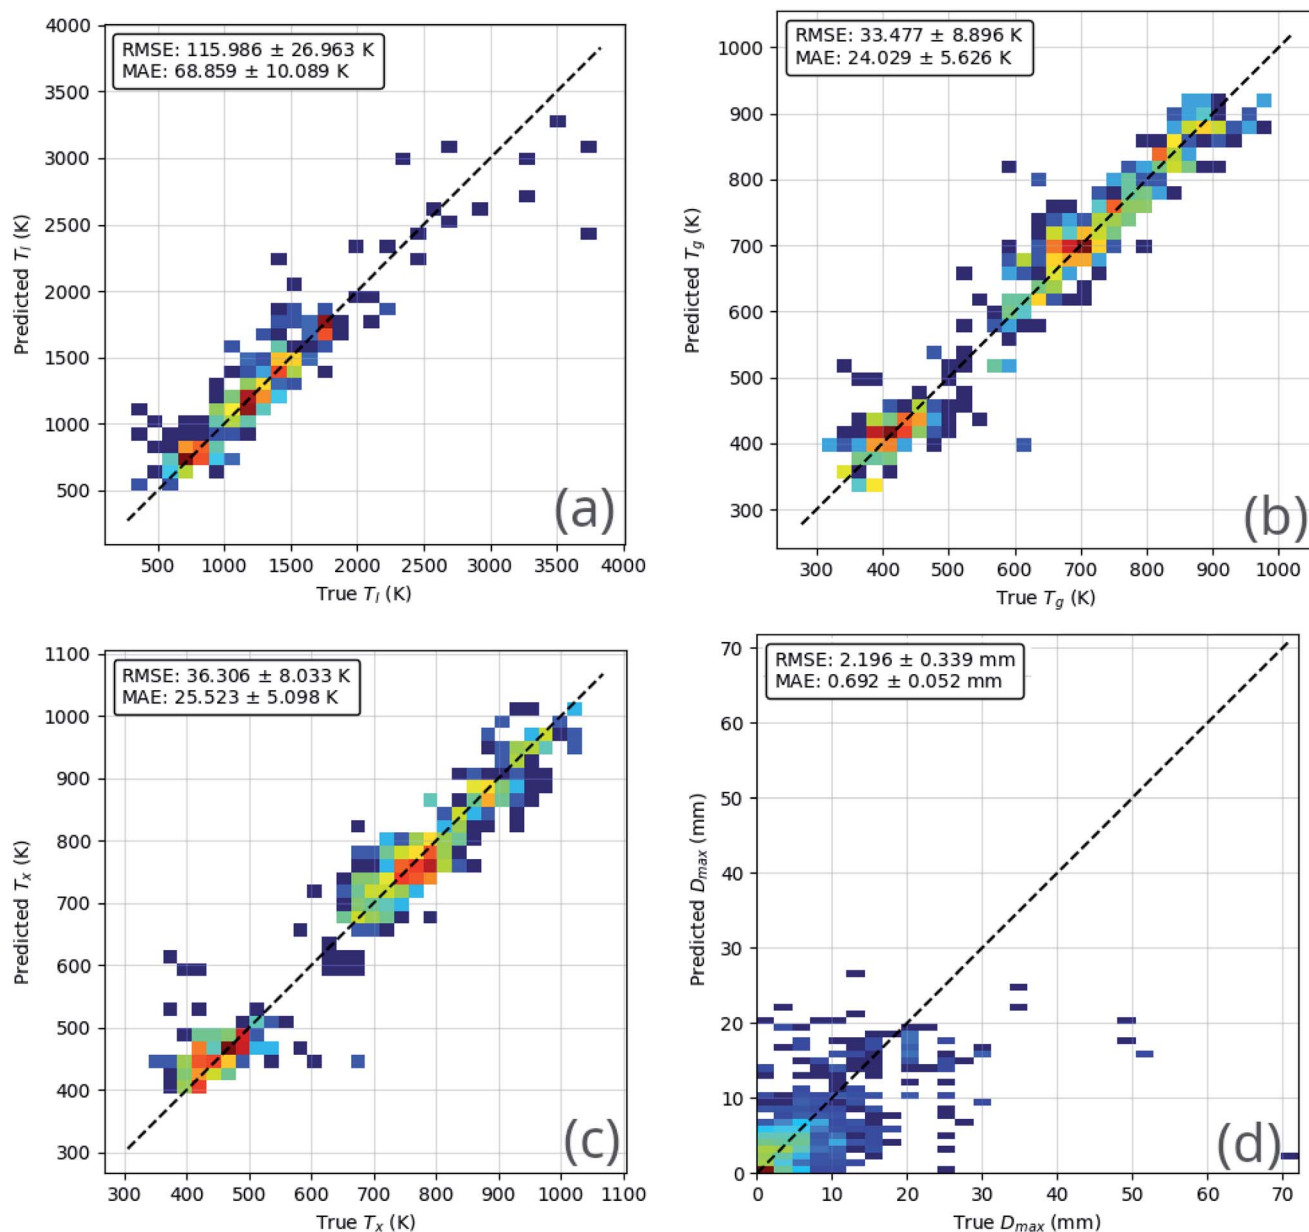 RMSE: 115.986 ± 26.963 K
MAE: 68.859 ± 10.089 K
4000
3500
3000
2500
2000
1500
1000
500
Predicted T_l (K)
500 1000 1500 2000 2500 3000 3500 4000
True T_l (K)
(a)
RMSE: 33.477 ± 8.896 K
MAE: 24.029 ± 5.626 K
1000
900
800
700
600
500
400
300
Predicted T_g (K)
300 400 500 600 700 800 900 1000
True T_g (K)
(b)
RMSE: 36.306 ± 8.033 K
MAE: 25.523 ± 5.098 K
1100
1000
900
800
700
600
500
400
300
Predicted T_x (K)
300 400 500 600 700 800 900 1000 1100
True T_x (K)
(c)
RMSE: 2.196 ± 0.339 mm
MAE: 0.692 ± 0.052 mm
70
60
50
40
30
20
10
0
Predicted D_max (mm)
0 10 20 30 40 50 60 70
True D_max (mm)
(d)